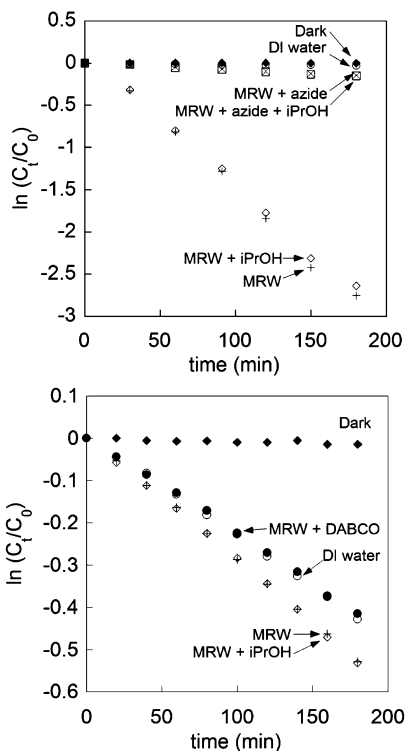 Dark
DI water
MRW + azide
MRW + azide + iPrOH
MRW + iPrOH
MRW
ln (Ct/C0)
0
-0.5
-1
-1.5
-2
-2.5
-3
0 50 100 150 200
time (min)
Dark
MRW + DABCO
DI water
MRW
MRW + iPrOH
ln (Ct/C0)
0.1
0
-0.1
-0.2
-0.3
-0.4
-0.5
-0.6
0 50 100 150 200
time (min)